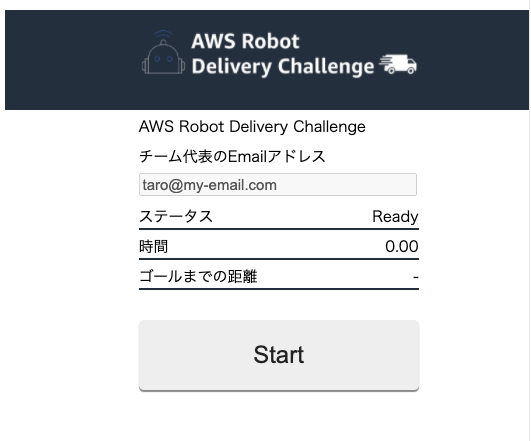 AWS Robot
Delivery Challenge
AWS Robot Delivery Challenge
チーム代表のEmailアドレス
taro@my-email.com
ステータス Ready
時間 0.00
ゴールまでの距離 -
Start